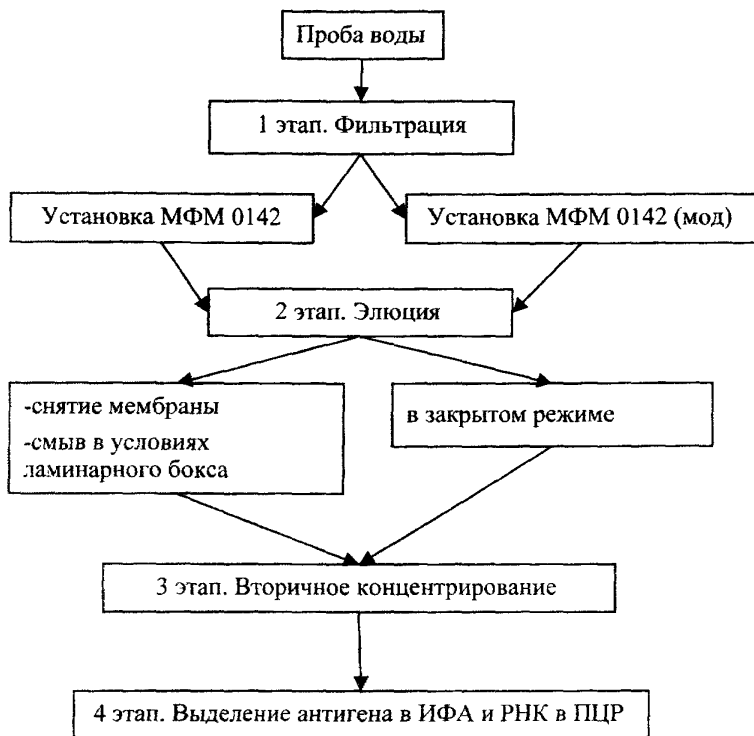 Проба воды
1 этап. Фильтрация
Установка МФМ 0142
Установка МФМ 0142 (мод)
2 этап. Элюция
-снятие мембраны
-смыв в условиях
ламинарного бокса
в закрытом режиме
3 этап. Вторичное концентрирование
4 этап. Выделение антигена в ИФА и РНК в ПЦР